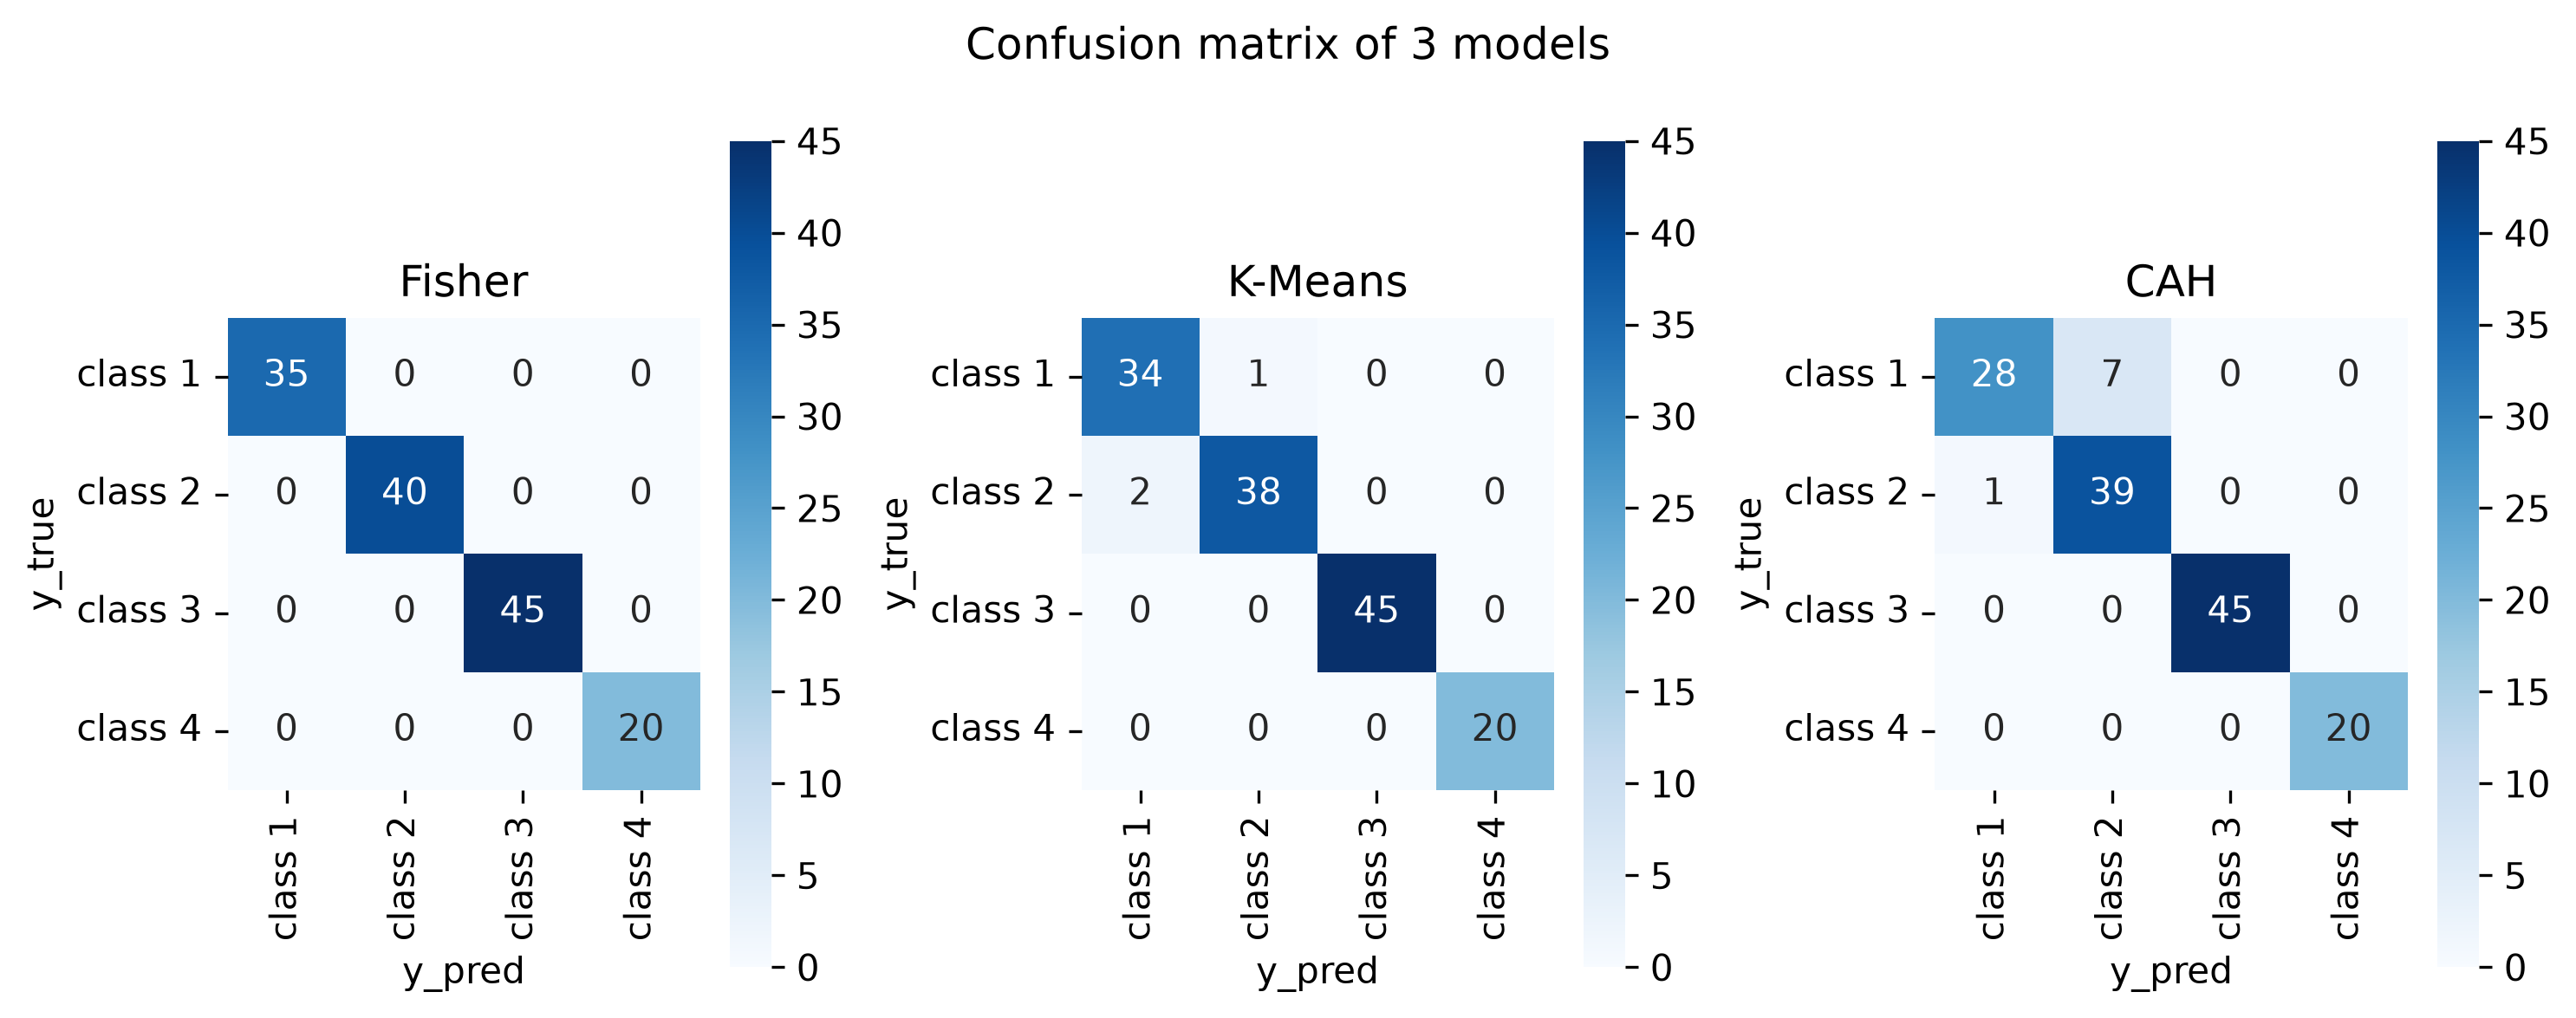 Confusion matrix of 3 models
Fisher
class 1 35 0 0 0
class 2 0 40 0 0
class 3 0 0 45 0
class 4 0 0 0 20
class 1 class 2 class 3 class 4
y_true
y_pred
45
40
35
30
25
20
15
10
5
0
K-Means
class 1 34 1 0 0
class 2 2 38 0 0
class 3 0 0 45 0
class 4 0 0 0 20
class 1 class 2 class 3 class 4
y_true
y_pred
45
40
35
30
25
20
15
10
5
0
CAH
class 1 28 7 0 0
class 2 1 39 0 0
class 3 0 0 45 0
class 4 0 0 0 20
class 1 class 2 class 3 class 4
y_true
y_pred
45
40
35
30
25
20
15
10
5
0